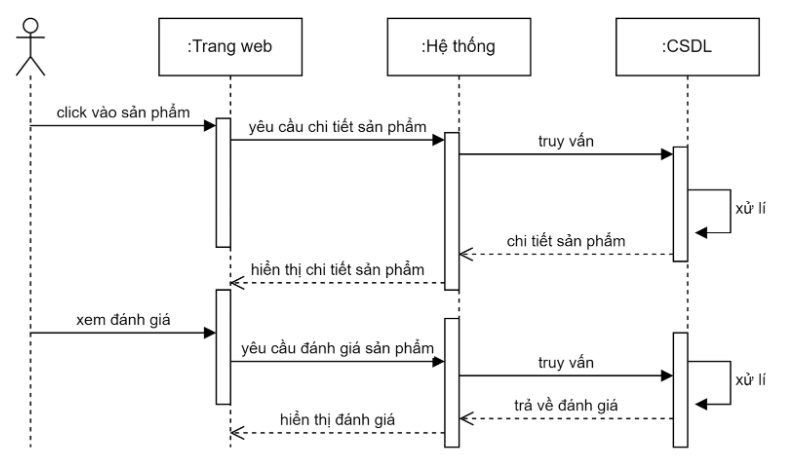 :Trang web
:Hệ thống
:CSDL
click vào sản phẩm
yêu cầu chi tiết sản phẩm
truy vấn
xử lí
chi tiết sản phẩm
hiển thị chi tiết sản phẩm
xem đánh giá
yêu cầu đánh giá sản phẩm
truy vấn
xử lí
trả về đánh giá
hiển thị đánh giá